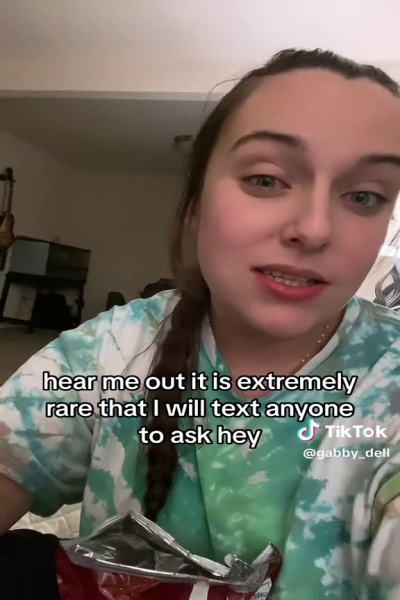 hear me out it is extremely
rare that I will text anyone
to ask hey
TikTok
@gabby_dell